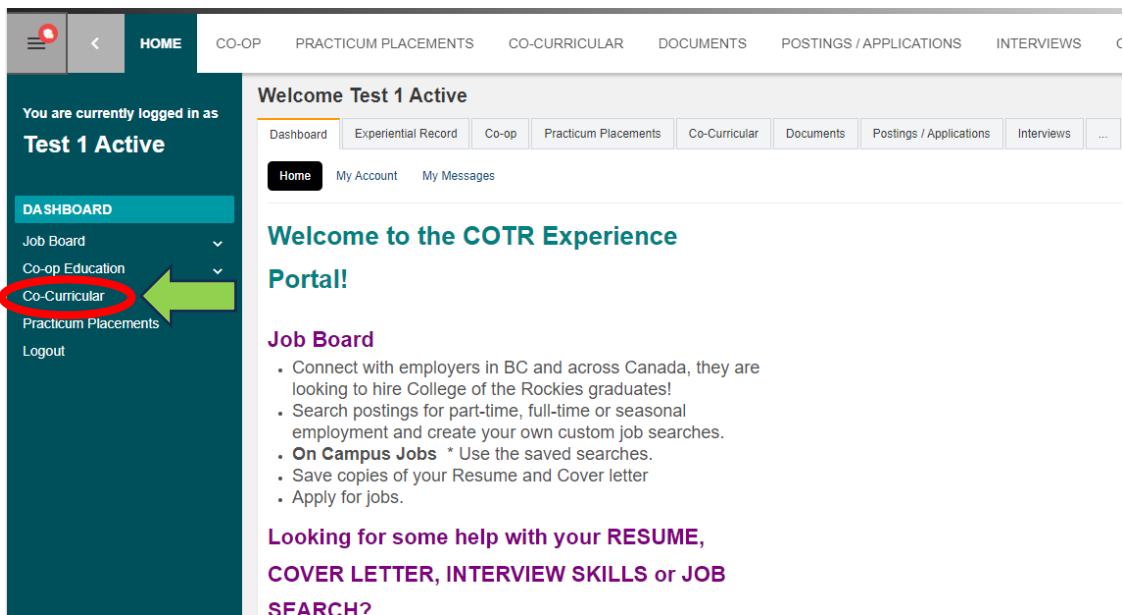 HOME CO-OP PRACTICUM PLACEMENTS CO-CURRICULAR DOCUMENTS POSTINGS / APPLICATIONS INTERVIEWS
You are currently logged in as
Test 1 Active
DASHBOARD
Job Board
Co-op Education
Co-Curricular
Practicum Placements
Logout
Welcome Test 1 Active
Dashboard Experiential Record Co-op Practicum Placements Co-Curricular Documents Postings / Applications Interviews ...
Home My Account My Messages
Welcome to the COTR Experience
Portal!
Job Board
• Connect with employers in BC and across Canada, they are
looking to hire College of the Rockies graduates!
• Search postings for part-time, full-time or seasonal
employment and create your own custom job searches.
• On Campus Jobs * Use the saved searches.
• Save copies of your Resume and Cover letter
• Apply for jobs.
Looking for some help with your RESUME,
COVER LETTER, INTERVIEW SKILLS or JOB
SEARCH?